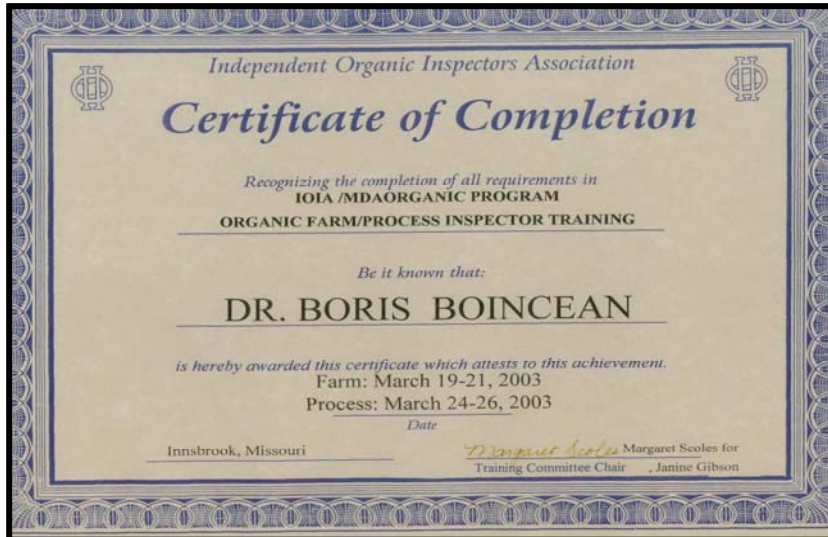 Independent Organic Inspectors Association
Certificate of Completion
Recognizing the completion of all requirements in
IOIA /MDAORGANIC PROGRAM
ORGANIC FARM/PROCESS INSPECTOR TRAINING
Be it known that:
DR. BORIS BOINCEAN
is hereby awarded this certificate which attests to this achievement.
Farm: March 19-21, 2003
Process: March 24-26, 2003
Date
Innsbrook, Missouri
Margaret Scoles Margaret Scoles for
Training Committee Chair , Janine Gibson